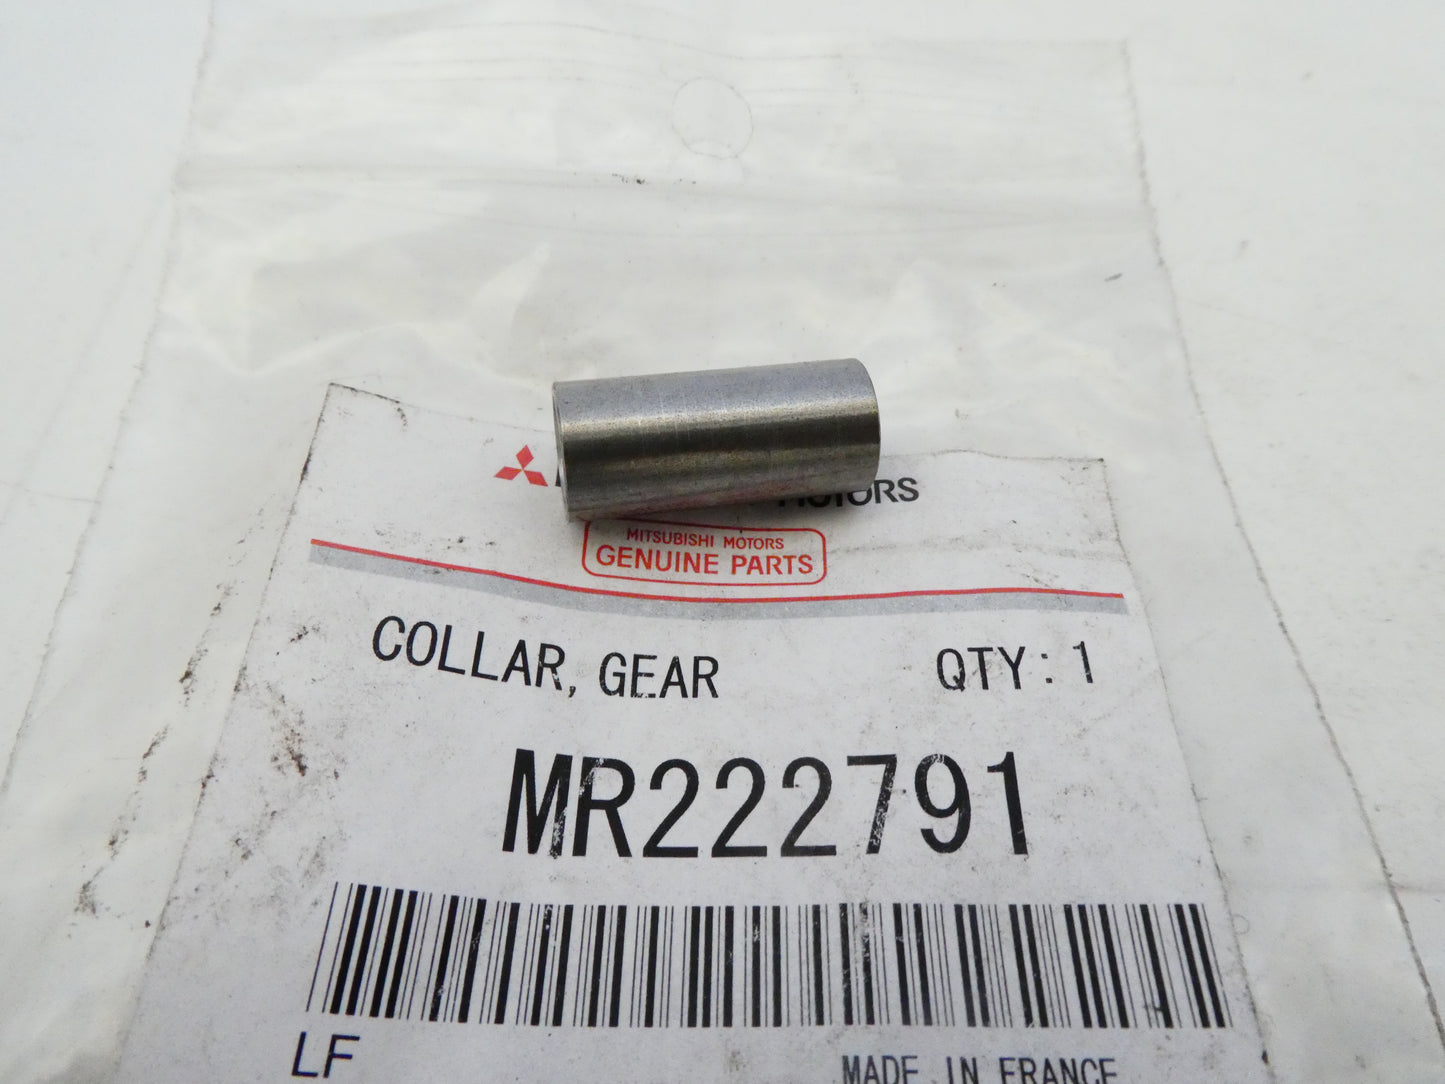 MOTORS
MITSUBISHI MOTORS
GENUINE PARTS
COLLAR, GEAR QTY: 1
MR222791
LF
MADE IN FRANCE